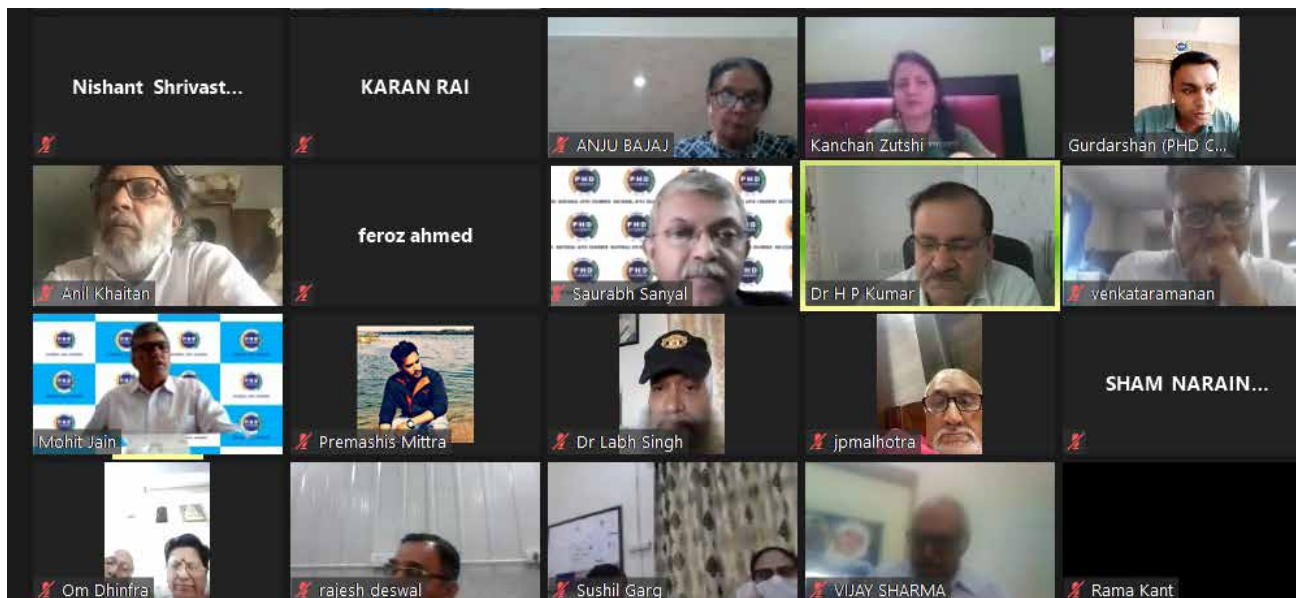 Nishant Shrivast...
KARAN RAI
ANJU BAJAJ
Kanchan Zutshi
Gurdarshan (PHD C...
Anil Khaitan
feroz ahmed
Saurabh Sanyal
Dr H P Kumar
venkataramanan
Mohit Jain
Premashis Mittra
Dr Labh Singh
jpmalhotra
SHAM NARAIN...
Om Dhinfra
rajesh deswal
Sushil Garg
VIJAY SHARMA
Rama Kant